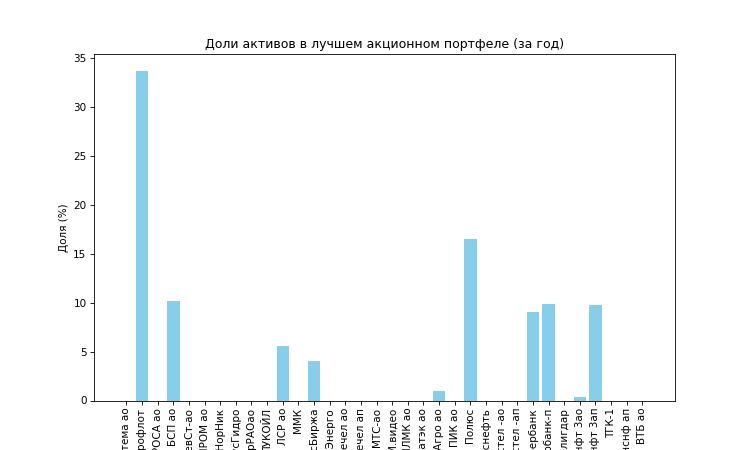 Доли активов в лучшем акционном портфеле (за год)
Доля (%)
35
30
25
20
15
10
5
0
тема ао
рофлот
РОСА ао
БСП ао
евСт-ао
ПРОМ ао
НорНик
сГидро
рРАОао
ЛУКОЙЛ
ЛСР ао
ММК
сБиржа
Энерго
ечел ао
ечел ап
МТС-ао
М.видео
ЛМК ао
атэк ао
Агро ао
ПИК ао
Полюс
снефть
стел -ао
стел -ап
ербанк
рбанк-п
лигдар
нфт 3ао
нфт 3ап
ТГК-1
нснф ап
ВТБ ао